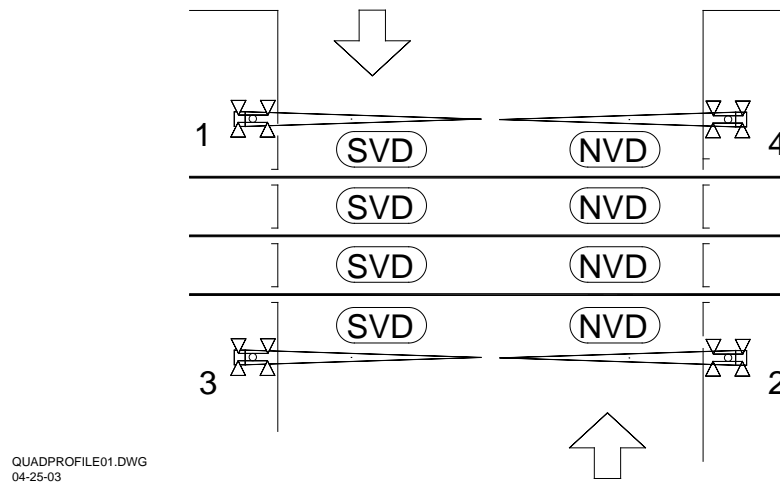 1
4
SVD NVD
SVD NVD
SVD NVD
SVD NVD
3
2
QUADPROFILE01.DWG
04-25-03